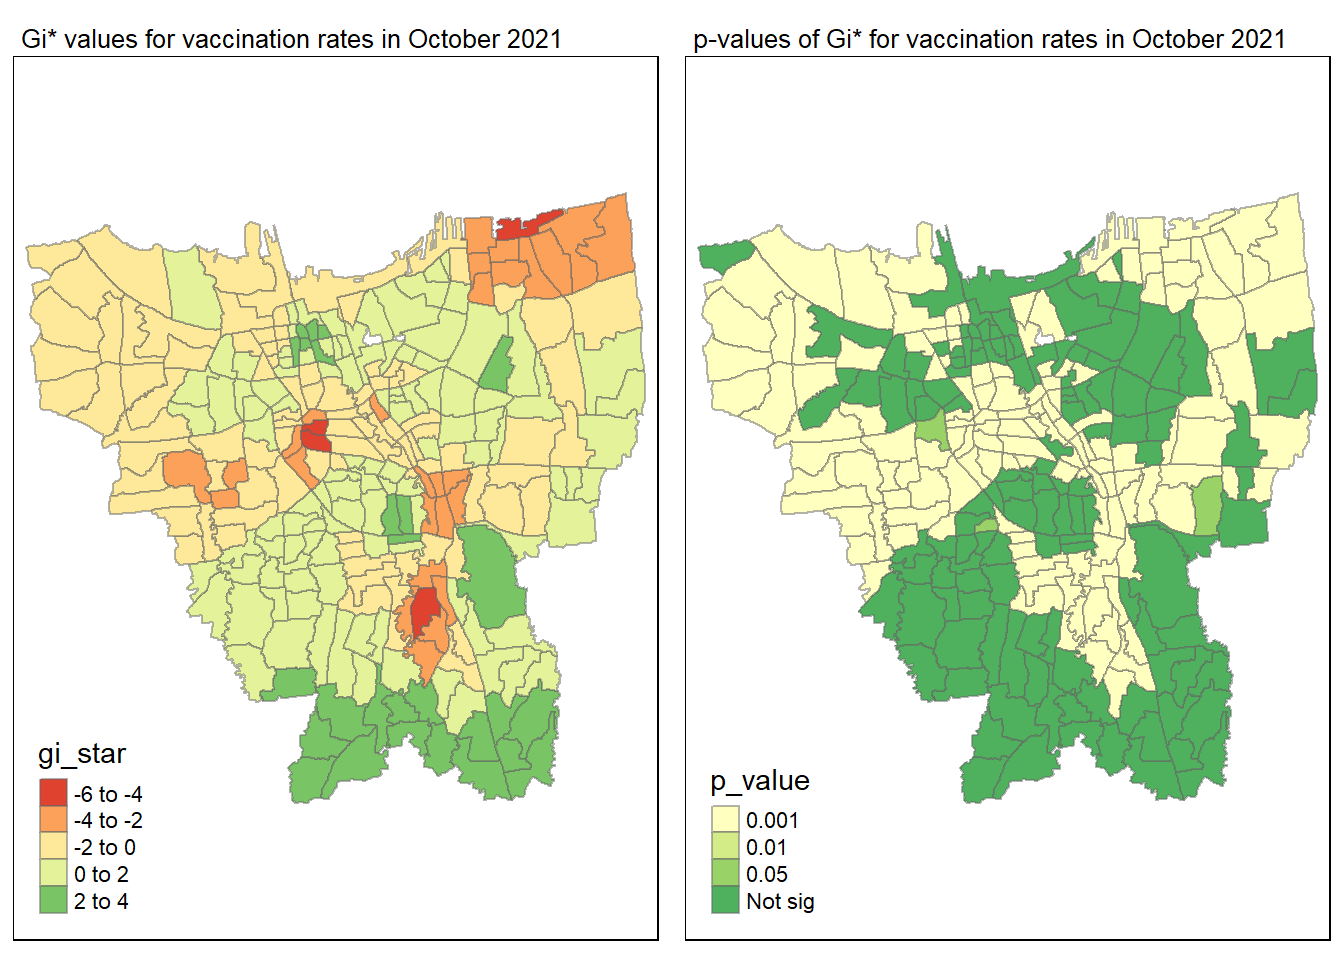 Gi* values for vaccination rates in October 2021
gi_star
-6 to -4
-4 to -2
-2 to 0
0 to 2
2 to 4
p-values of Gi* for vaccination rates in October 2021
p_value
0.001
0.01
0.05
Not sig